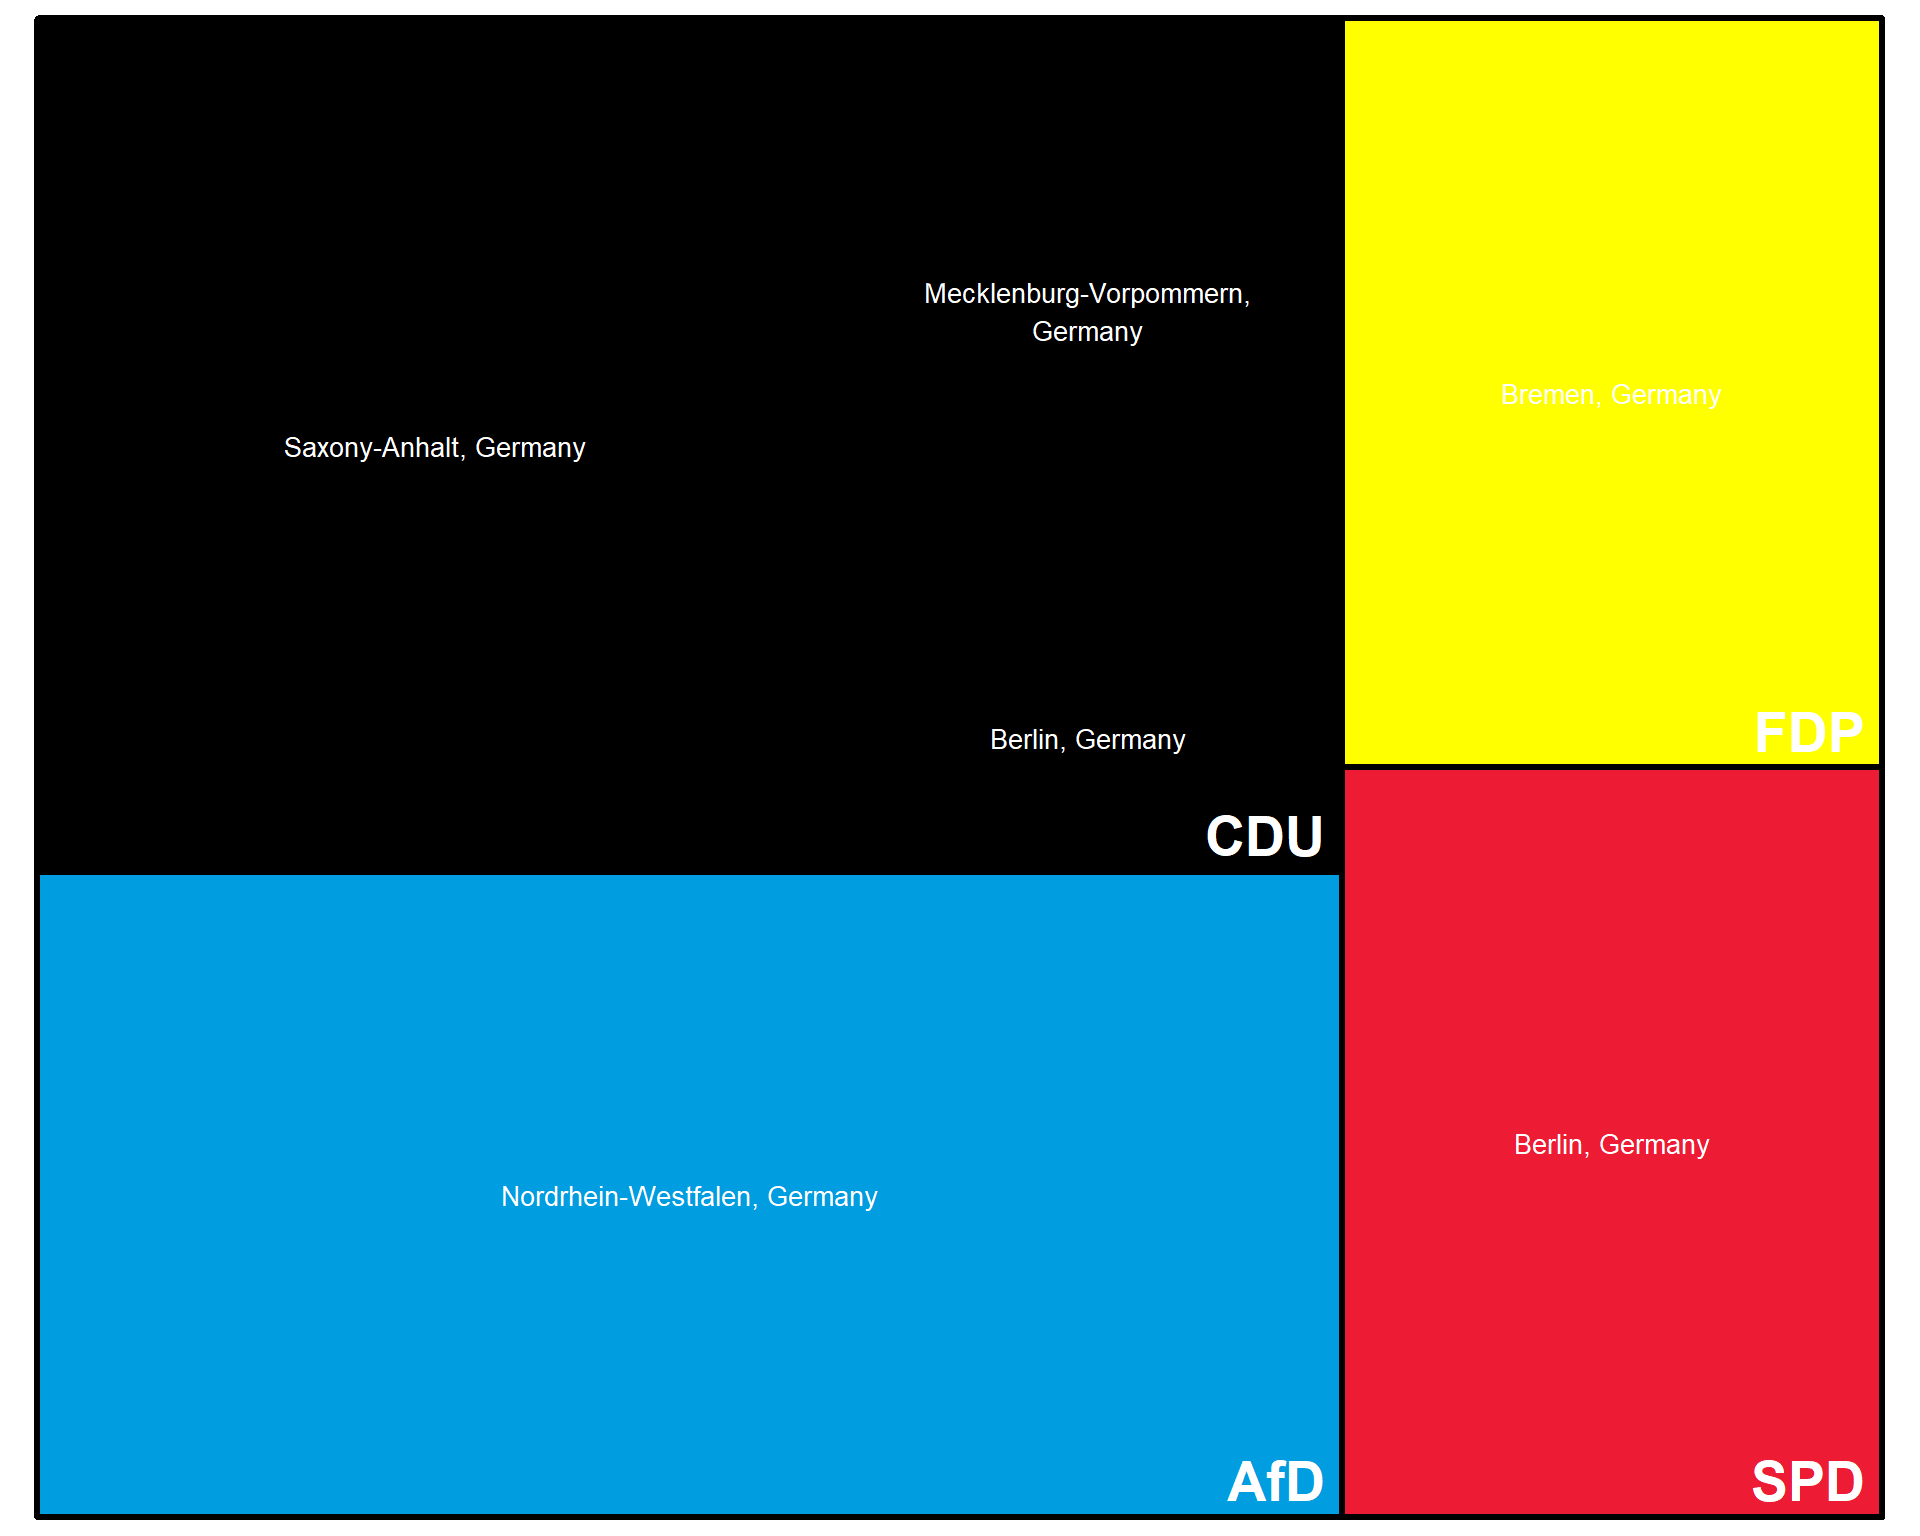 Mecklenburg-Vorpommern,
Germany
Saxony-Anhalt, Germany
Berlin, Germany
CDU
Bremen, Germany
FDP
Nordrhein-Westfalen, Germany
AfD
Berlin, Germany
SPD